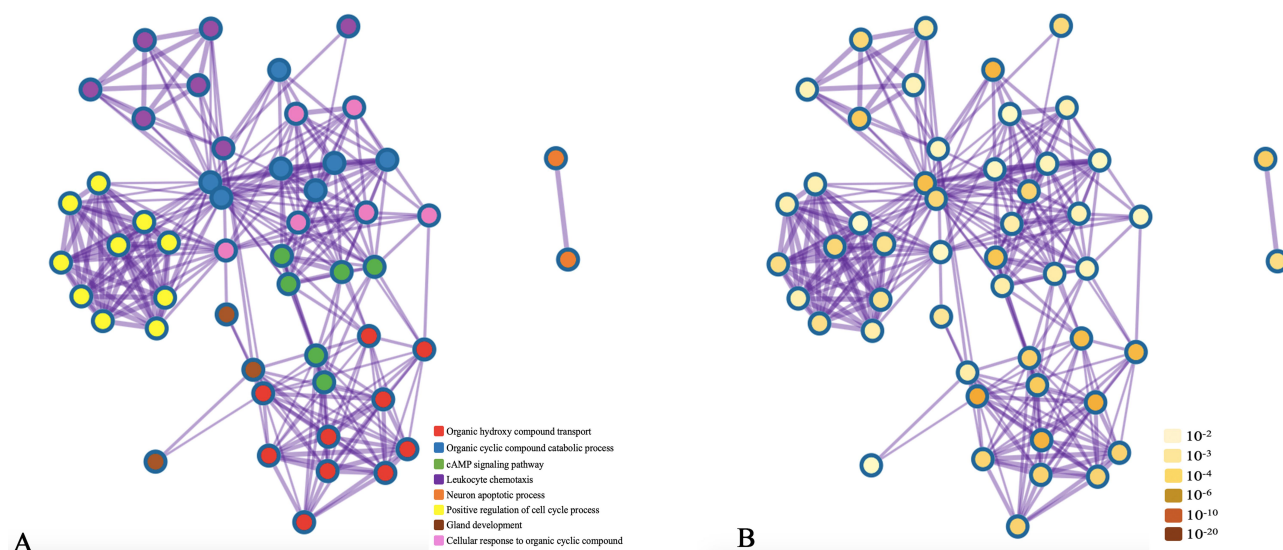 Organic hydroxy compound transport
Organic cyclic compound catabolic process
cAMP signaling pathway
Leukocyte chemotaxis
Neuron apoptotic process
Positive regulation of cell cycle process
Gland development
Cellular response to organic cyclic compound
A
10-2
10-3
10-4
10-6
10-10
10-20
B